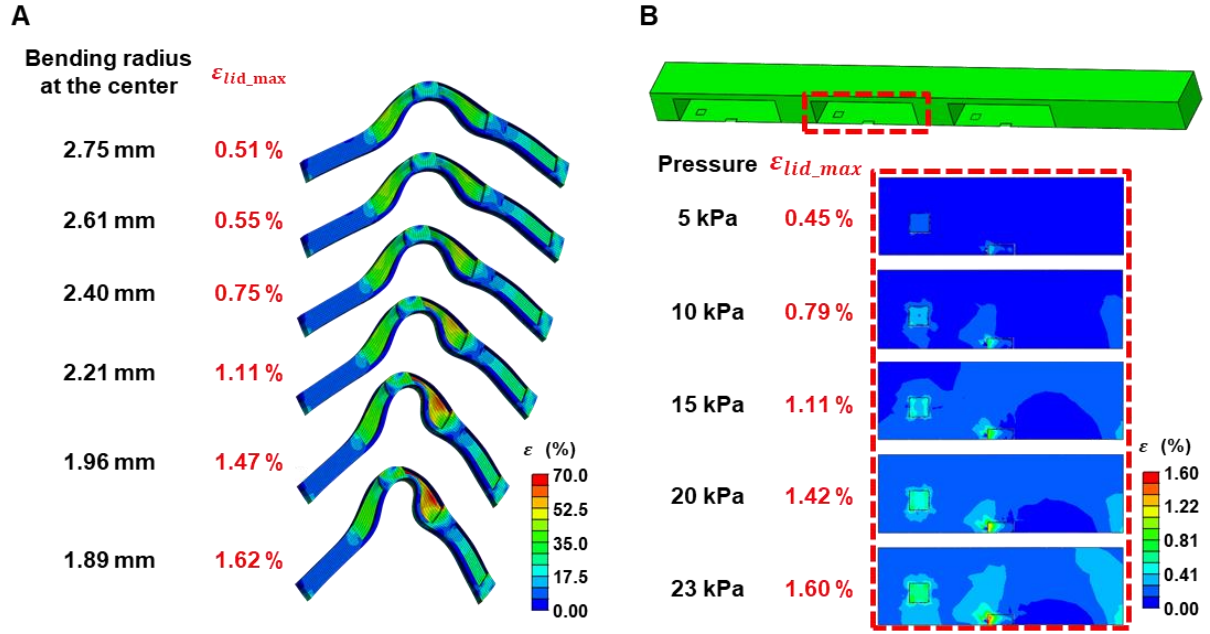 A
Bending radius
at the center
ε_lid_max
2.75 mm 0.51 %
2.61 mm 0.55 %
2.40 mm 0.75 %
2.21 mm 1.11 %
1.96 mm 1.47 %
1.89 mm 1.62 %
ε (%)
70.0
52.5
35.0
17.5
0.00
B
Pressure ε_lid_max
5 kPa 0.45 %
10 kPa 0.79 %
15 kPa 1.11 %
20 kPa 1.42 %
23 kPa 1.60 %
ε (%)
1.60
1.22
0.81
0.41
0.00